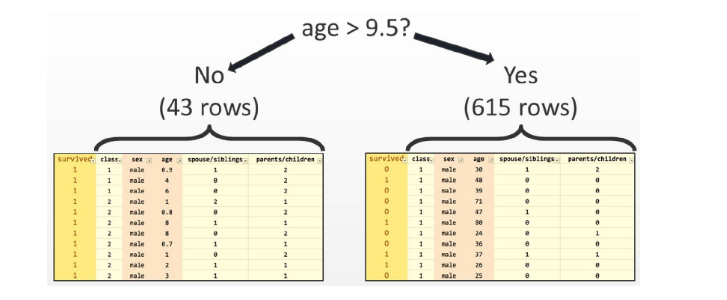 age > 9.5?
No
Yes
(43 rows)
(615 rows)
survived class sex age spouse/siblings parents/children
1 1 male 0.9 1 2
1 1 male 4 0 2
1 1 male 6 0 2
1 2 male 1 2 1
1 2 male 0.8 0 2
1 2 male 8 1 1
1 2 male 8 0 2
1 2 male 0.7 1 1
1 2 male 1 0 2
1 2 male 2 1 1
1 2 male 3 1 1
survived class sex age spouse/siblings parents/children
0 1 male 30 1 2
1 1 male 48 0 0
0 1 male 39 0 0
0 1 male 71 0 0
0 1 male 47 1 0
1 1 male 80 0 0
0 1 male 24 0 1
0 1 male 36 0 0
1 1 male 37 1 1
1 1 male 26 0 0
0 1 male 25 0 0